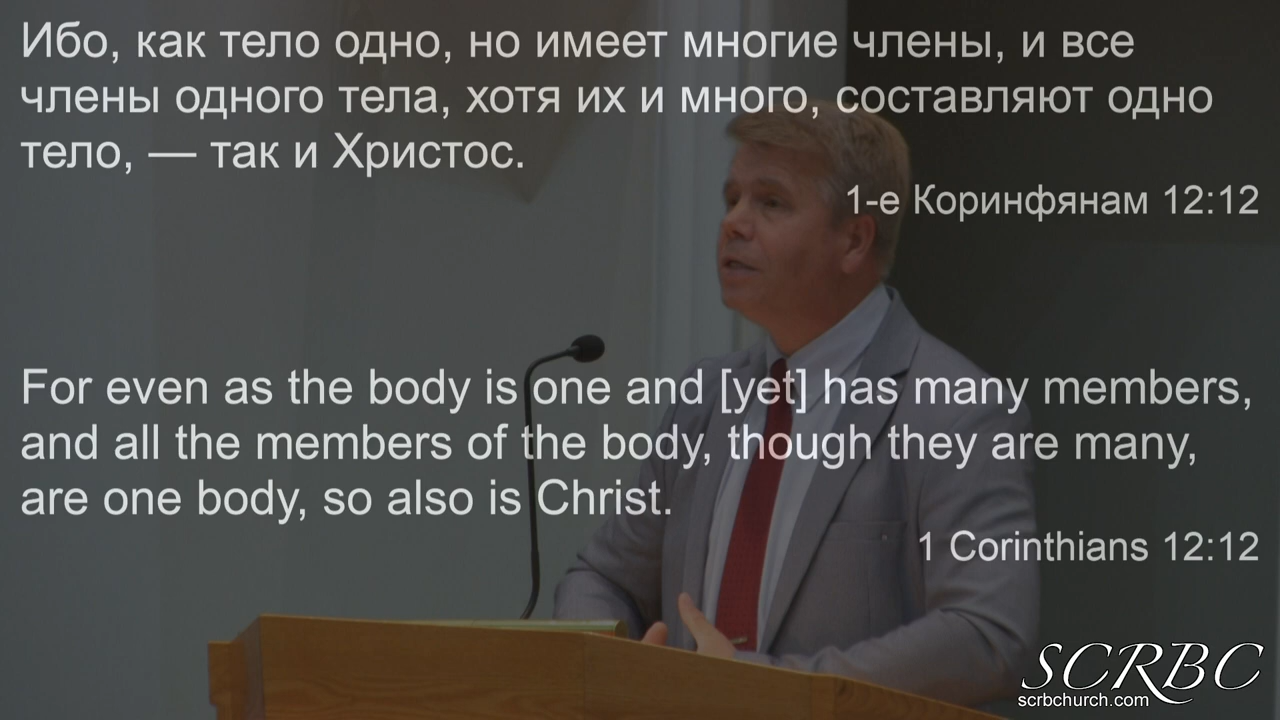 Ибо, как тело одно, но имеет многие члены, и все
члены одного тела, хотя их и много, составляют одно
тело, — так и Христос.
1-е Коринфянам 12:12
For even as the body is one and [yet] has many members,
and all the members of the body, though they are many,
are one body, so also is Christ.
1 Corinthians 12:12
SCRBC
scrbchurch.com